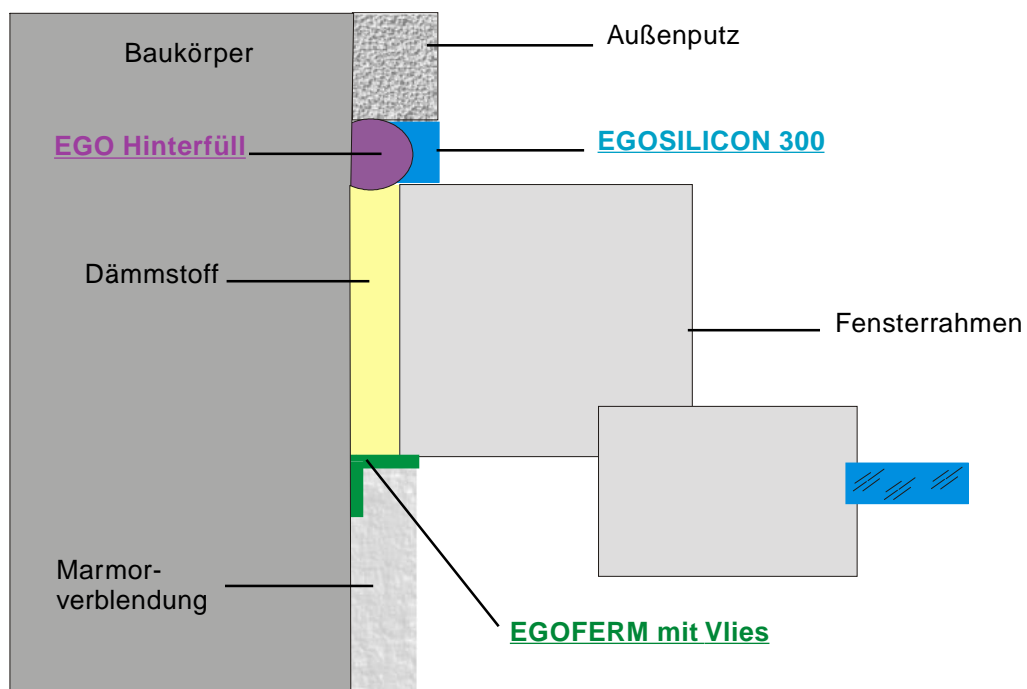 Außenputz
Baukörper
EGO Hinterfüll
EGOSILICON 300
Dämmstoff
Fensterrahmen
Marmor-
verblendung
EGOFERM mit Vlies